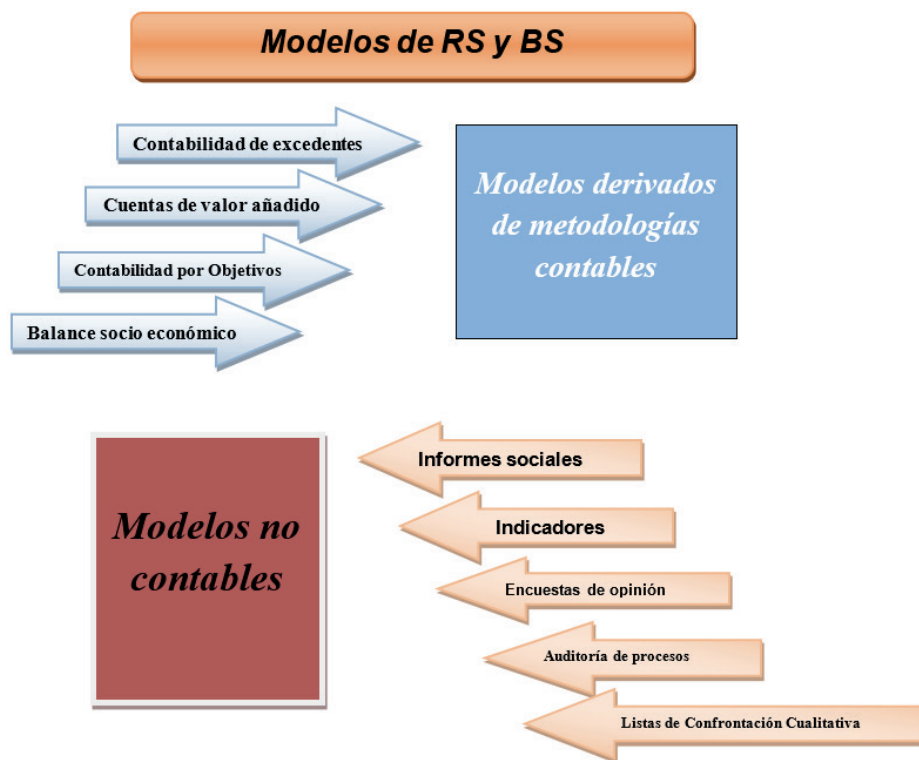 Modelos de RS y BS
Contabilidad de excedentes
Cuentas de valor añadido
Contabilidad por Objetivos
Balance socio económico
Modelos derivados
de metodologías
contables
Modelos no
contables
Informes sociales
Indicadores
Encuestas de opinión
Auditoría de procesos
Listas de Confrontación Cualitativa